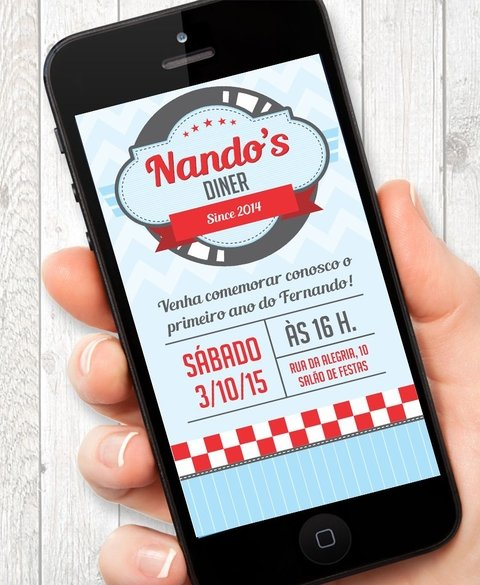 Nando's
DINER
Since 2014
Venha comemorar conosco o
primeiro ano do Fernando!
SÁBADO
3/10/15
ÀS 16 H.
RUA DA ALEGRIA, 10
SALÃO DE FESTAS